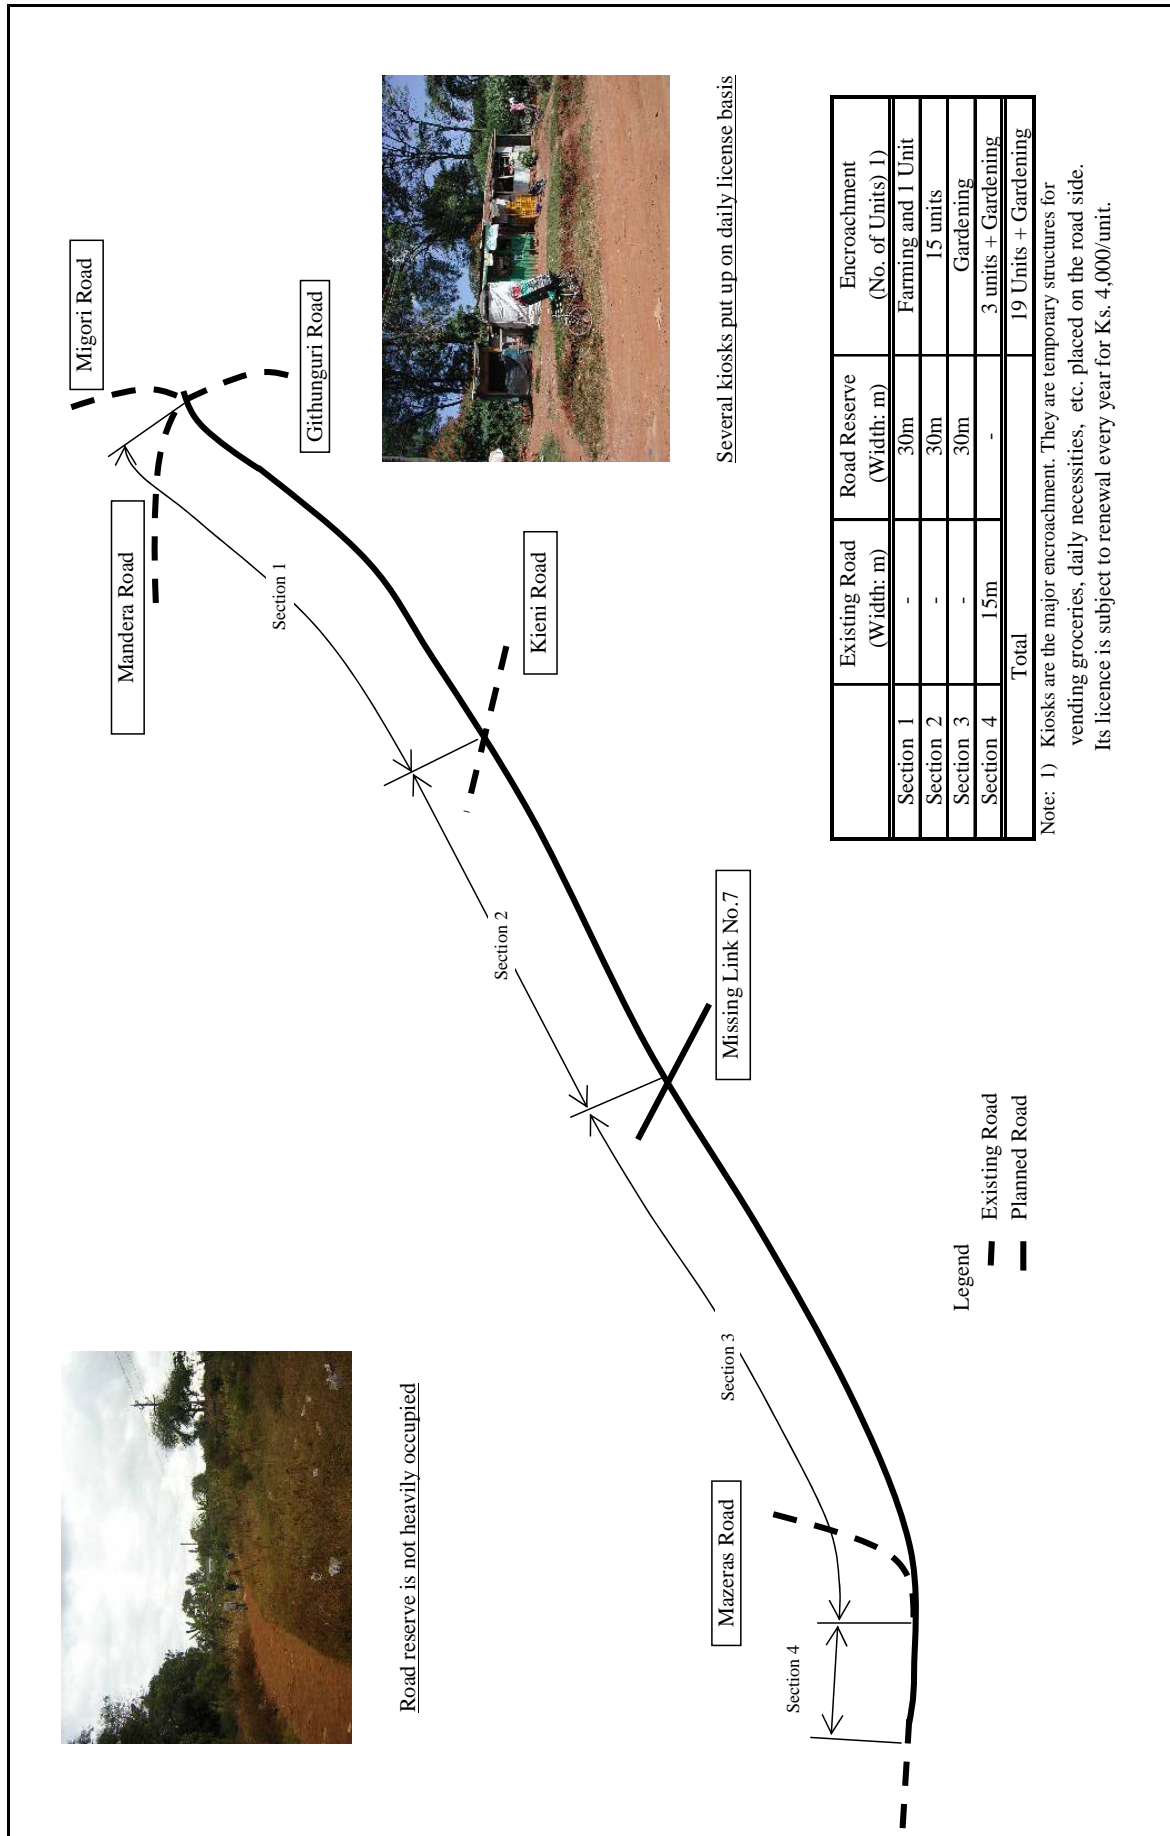 Road reserve is not heavily occupied
Mandera Road
Migori Road
Githunguri Road
Section 1
Kieni Road
Section 2
Missing Link No.7
Section 3
Mazeras Road
Section 4
Several kiosks put up on daily license basis
Legend
Existing Road
Planned Road
Existing Road Road Reserve Encroachment
(Width: m) (Width: m) (No. of Units) 1)
Section 1 - 30m Farming and 1 Unit
Section 2 - 30m 15 units
Section 3 - 30m Gardening
Section 4 15m - 3 units + Gardening
Total 19 Units + Gardening
Note: 1) Kiosks are the major encroachment. They are temporary structures for
vending groceries, daily necessities, etc. placed on the road side.
Its licence is subject to renewal every year for Ks. 4,000/unit.